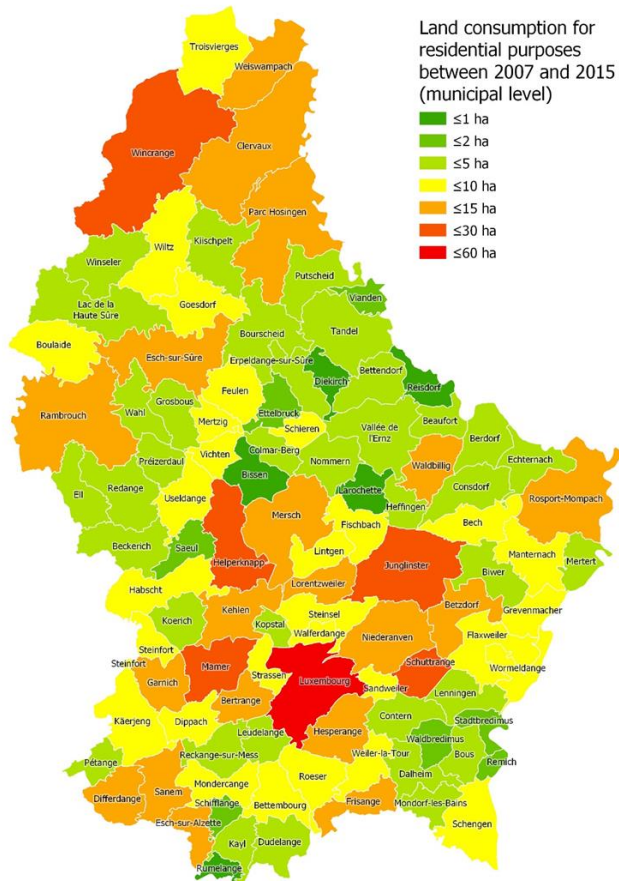 Land consumption for
residential purposes
between 2007 and 2015
(municipal level)
≤1 ha
≤2 ha
≤5 ha
≤10 ha
≤15 ha
≤30 ha
≤60 ha
Troisvierges
Weiswampach
Clervaux
Wincrange
Parc Hosingen
Wiltz
Kiischpelt
Winseler
Putscheid
Goesdorf
Vianden
Lac de la
Haute Sûre
Tandel
Bourscheid
Boulaide
Esch-sur-Sûre
Erpeldange-sur-Sûre
Bettendorf
Diekirch
Reisdorf
Feulen
Rambrouch
Wahl
Grosbous
Ettelbruck
Beaufort
Mertzig
Schieren
Vallée de
l'Ernz
Berdorf
Colmar-Berg
Vichten
Préizerdaul
Nommern
Waldbillig
Echternach
Bissen
Ell
Redange
Useldange
Larochette
Consdorf
Heffingen
Rosport-Mompach
Mersch
Fischbach
Bech
Beckerich
Saeul
Lintgen
Manternach
Helperknapp
Junglinster
Mertert
Biwer
Lorentzweiler
Habscht
Kehlen
Betzdorf
Grevenmacher
Koerich
Kopstal
Steinsel
Walferdange
Niederanven
Flaxweiler
Steinfort
Steinfort
Mamer
Schuttrange
Wormeldange
Garnich
Strassen
Luxembourg
Sandweiler
Lenningen
Bertrange
Käerjeng
Dippach
Contern
Stadtbredimus
Hesperange
Leudelange
Waldbredimus
Reckange-sur-Mess
Weiler-la-Tour
Bous
Remich
Pétange
Dalheim
Roeser
Mondercange
Sanem
Differdange
Schifflange
Bettembourg
Frisange
Mondorf-les-Bains
Esch-sur-Alzette
Schengen
Kayl
Dudelange
Rumelange